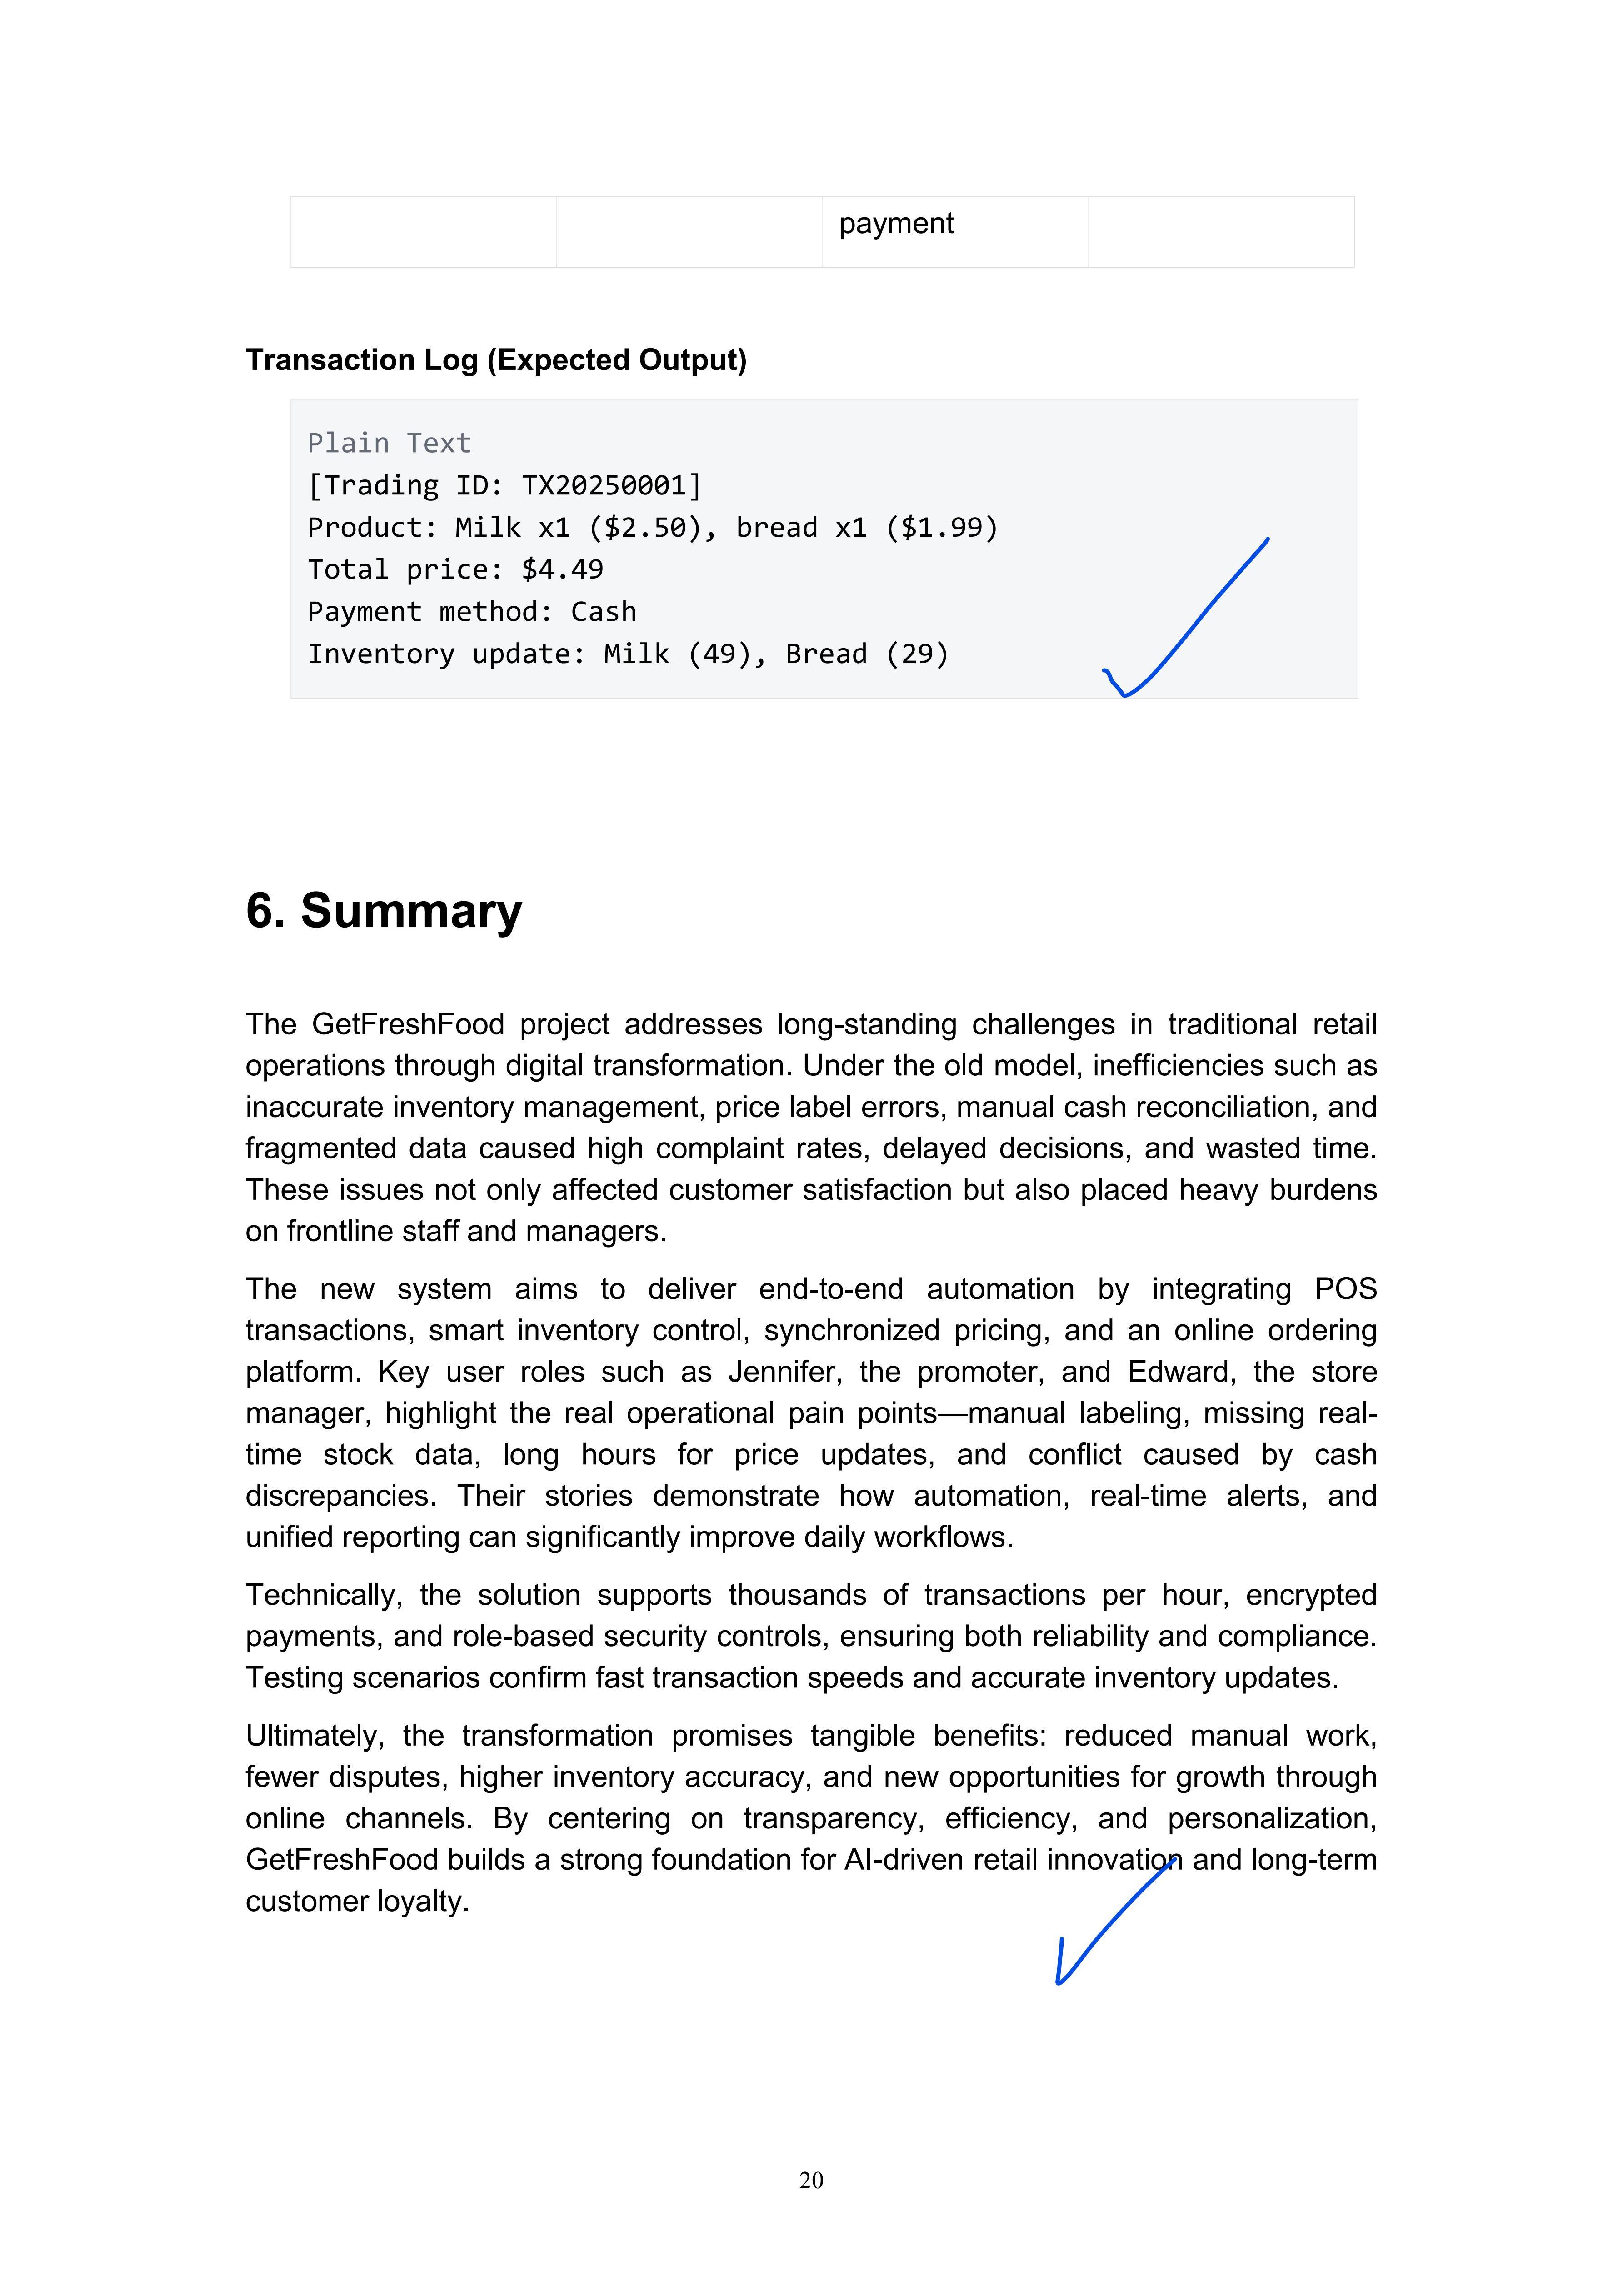 payment
Transaction Log (Expected Output)
Plain Text
[Trading ID: TX20250001]
Product: Milk x1 ($2.50), bread x1 ($1.99)
Total price: $4.49
Payment method: Cash
Inventory update: Milk (49), Bread (29)
6. Summary
The GetFreshFood project addresses long-standing challenges in traditional retail
operations through digital transformation. Under the old model, inefficiencies such as
inaccurate inventory management, price label errors, manual cash reconciliation, and
fragmented data caused high complaint rates, delayed decisions, and wasted time.
These issues not only affected customer satisfaction but also placed heavy burdens
on frontline staff and managers.
The new system aims to deliver end-to-end automation by integrating POS
transactions, smart inventory control, synchronized pricing, and an online ordering
platform. Key user roles such as Jennifer, the promoter, and Edward, the store
manager, highlight the real operational pain points—manual labeling, missing real-
time stock data, long hours for price updates, and conflict caused by cash
discrepancies. Their stories demonstrate how automation, real-time alerts, and
unified reporting can significantly improve daily workflows.
Technically, the solution supports thousands of transactions per hour, encrypted
payments, and role-based security controls, ensuring both reliability and compliance.
Testing scenarios confirm fast transaction speeds and accurate inventory updates.
Ultimately, the transformation promises tangible benefits: reduced manual work,
fewer disputes, higher inventory accuracy, and new opportunities for growth through
online channels. By centering on transparency, efficiency, and personalization,
GetFreshFood builds a strong foundation for AI-driven retail innovation and long-term
customer loyalty.
20